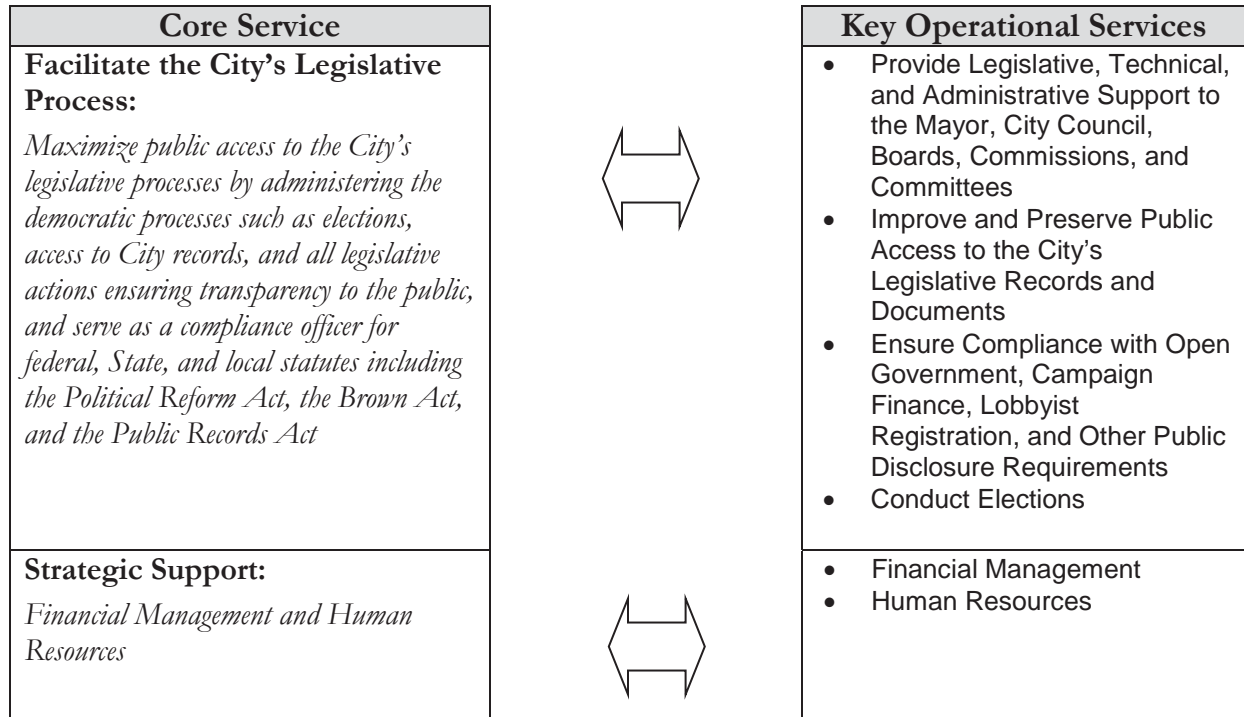 Core Service
Facilitate the City’s Legislative
Process:
Maximize public access to the City’s
legislative processes by administering the
democratic processes such as elections,
access to City records, and all legislative
actions ensuring transparency to the public,
and serve as a compliance officer for
federal, State, and local statutes including
the Political Reform Act, the Brown Act,
and the Public Records Act
Key Operational Services
• Provide Legislative, Technical,
and Administrative Support to
the Mayor, City Council,
Boards, Commissions, and
Committees
• Improve and Preserve Public
Access to the City’s
Legislative Records and
Documents
• Ensure Compliance with Open
Government, Campaign
Finance, Lobbyist
Registration, and Other Public
Disclosure Requirements
• Conduct Elections
Strategic Support:
Financial Management and Human
Resources
• Financial Management
• Human Resources